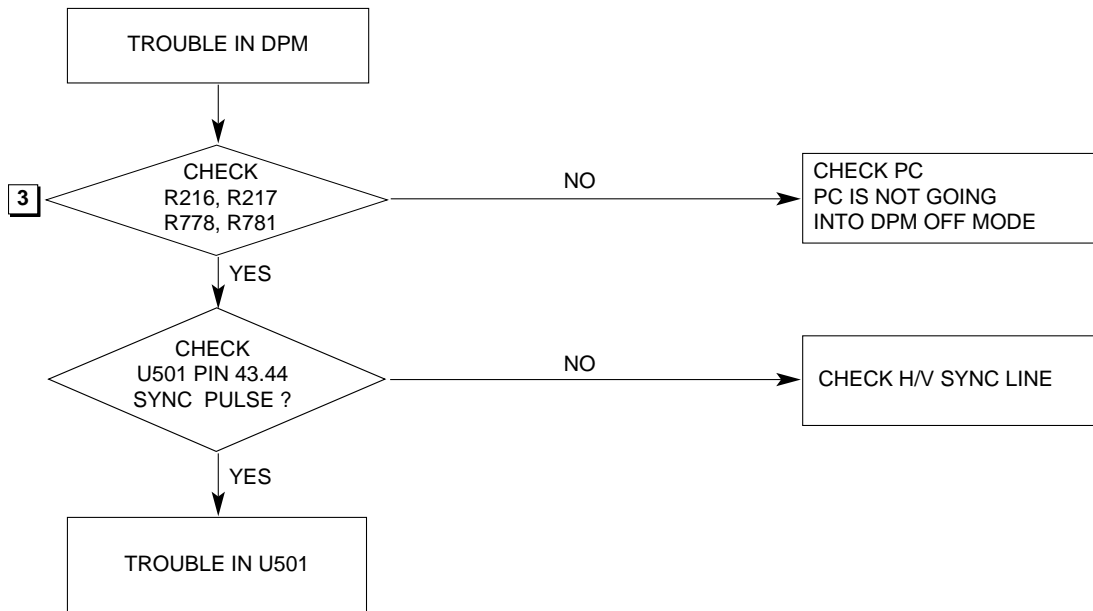 TROUBLE IN DPM
3
CHECK
R216, R217
R778, R781
NO
CHECK PC
PC IS NOT GOING
INTO DPM OFF MODE
YES
CHECK
U501 PIN 43.44
SYNC PULSE ?
NO
CHECK H/V SYNC LINE
YES
TROUBLE IN U501